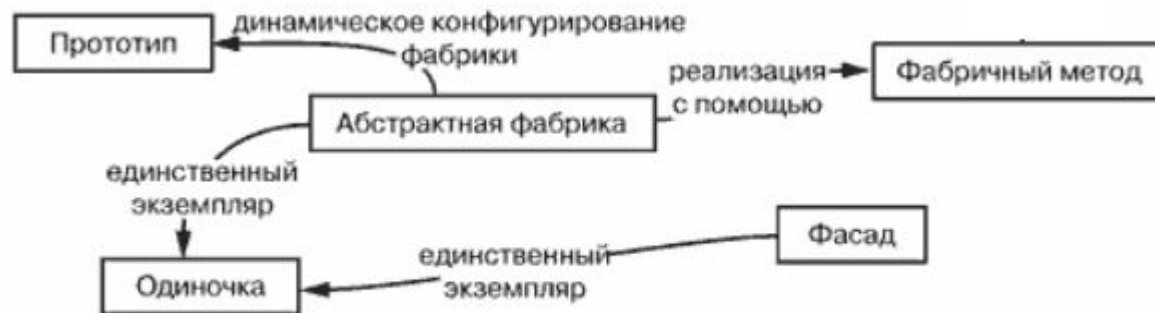 Прототип
динамическое конфигурирование
фабрики
реализация
с помощью
Фабричный метод
Абстрактная фабрика
единственный
экземпляр
Фасад
единственный
экземпляр
Одиночка